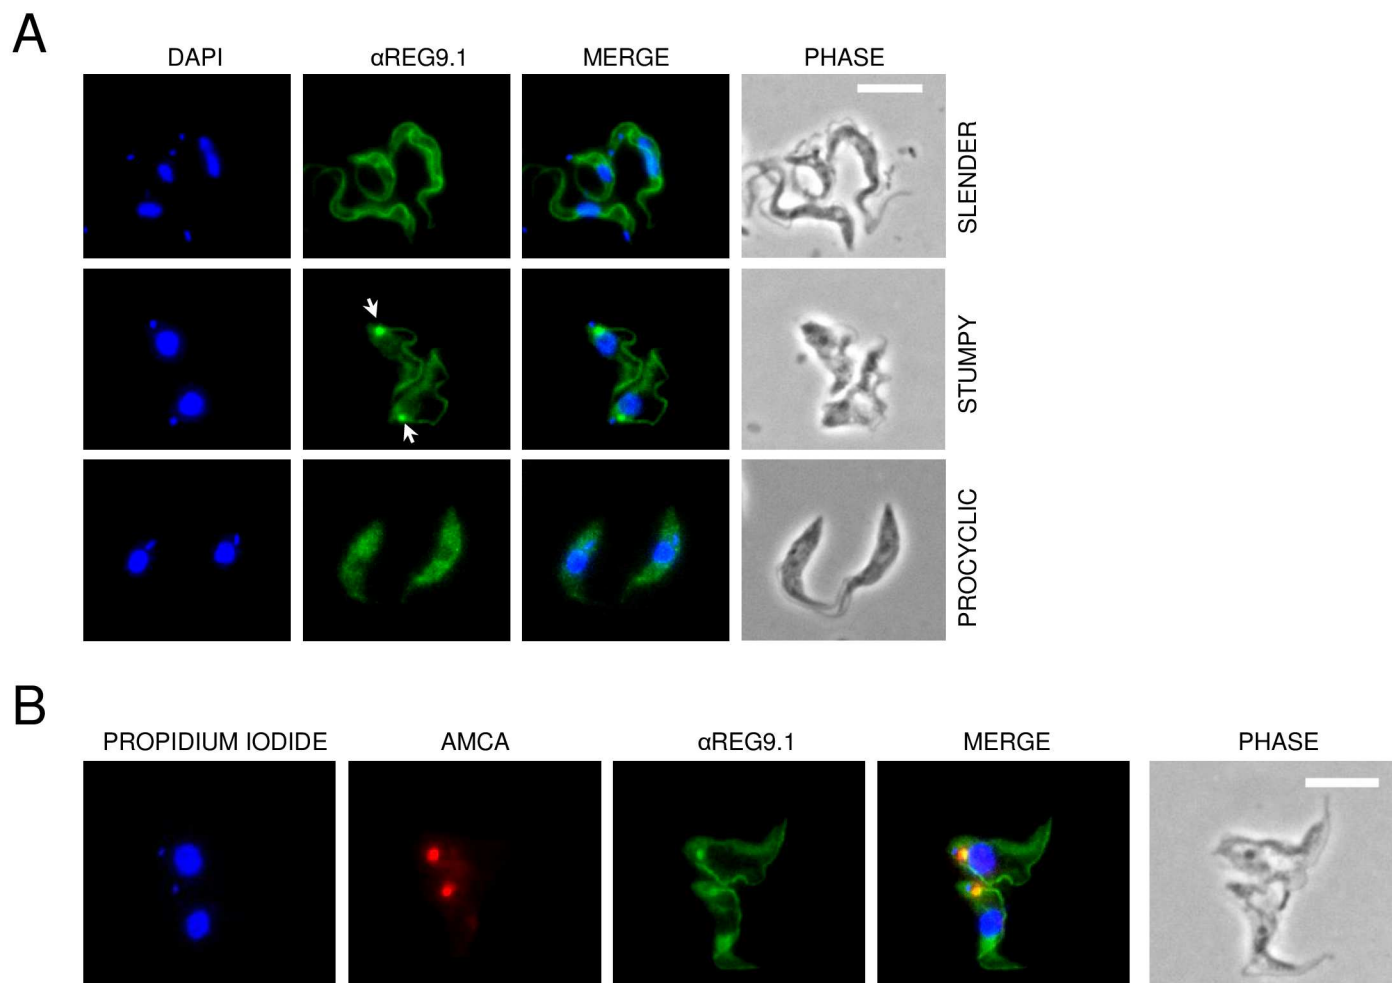 A
DAPI αREG9.1 MERGE PHASE
SLENDER
STUMPY
PROCYCLIC
B
PROPIDIUM IODIDE AMCA αREG9.1 MERGE PHASE